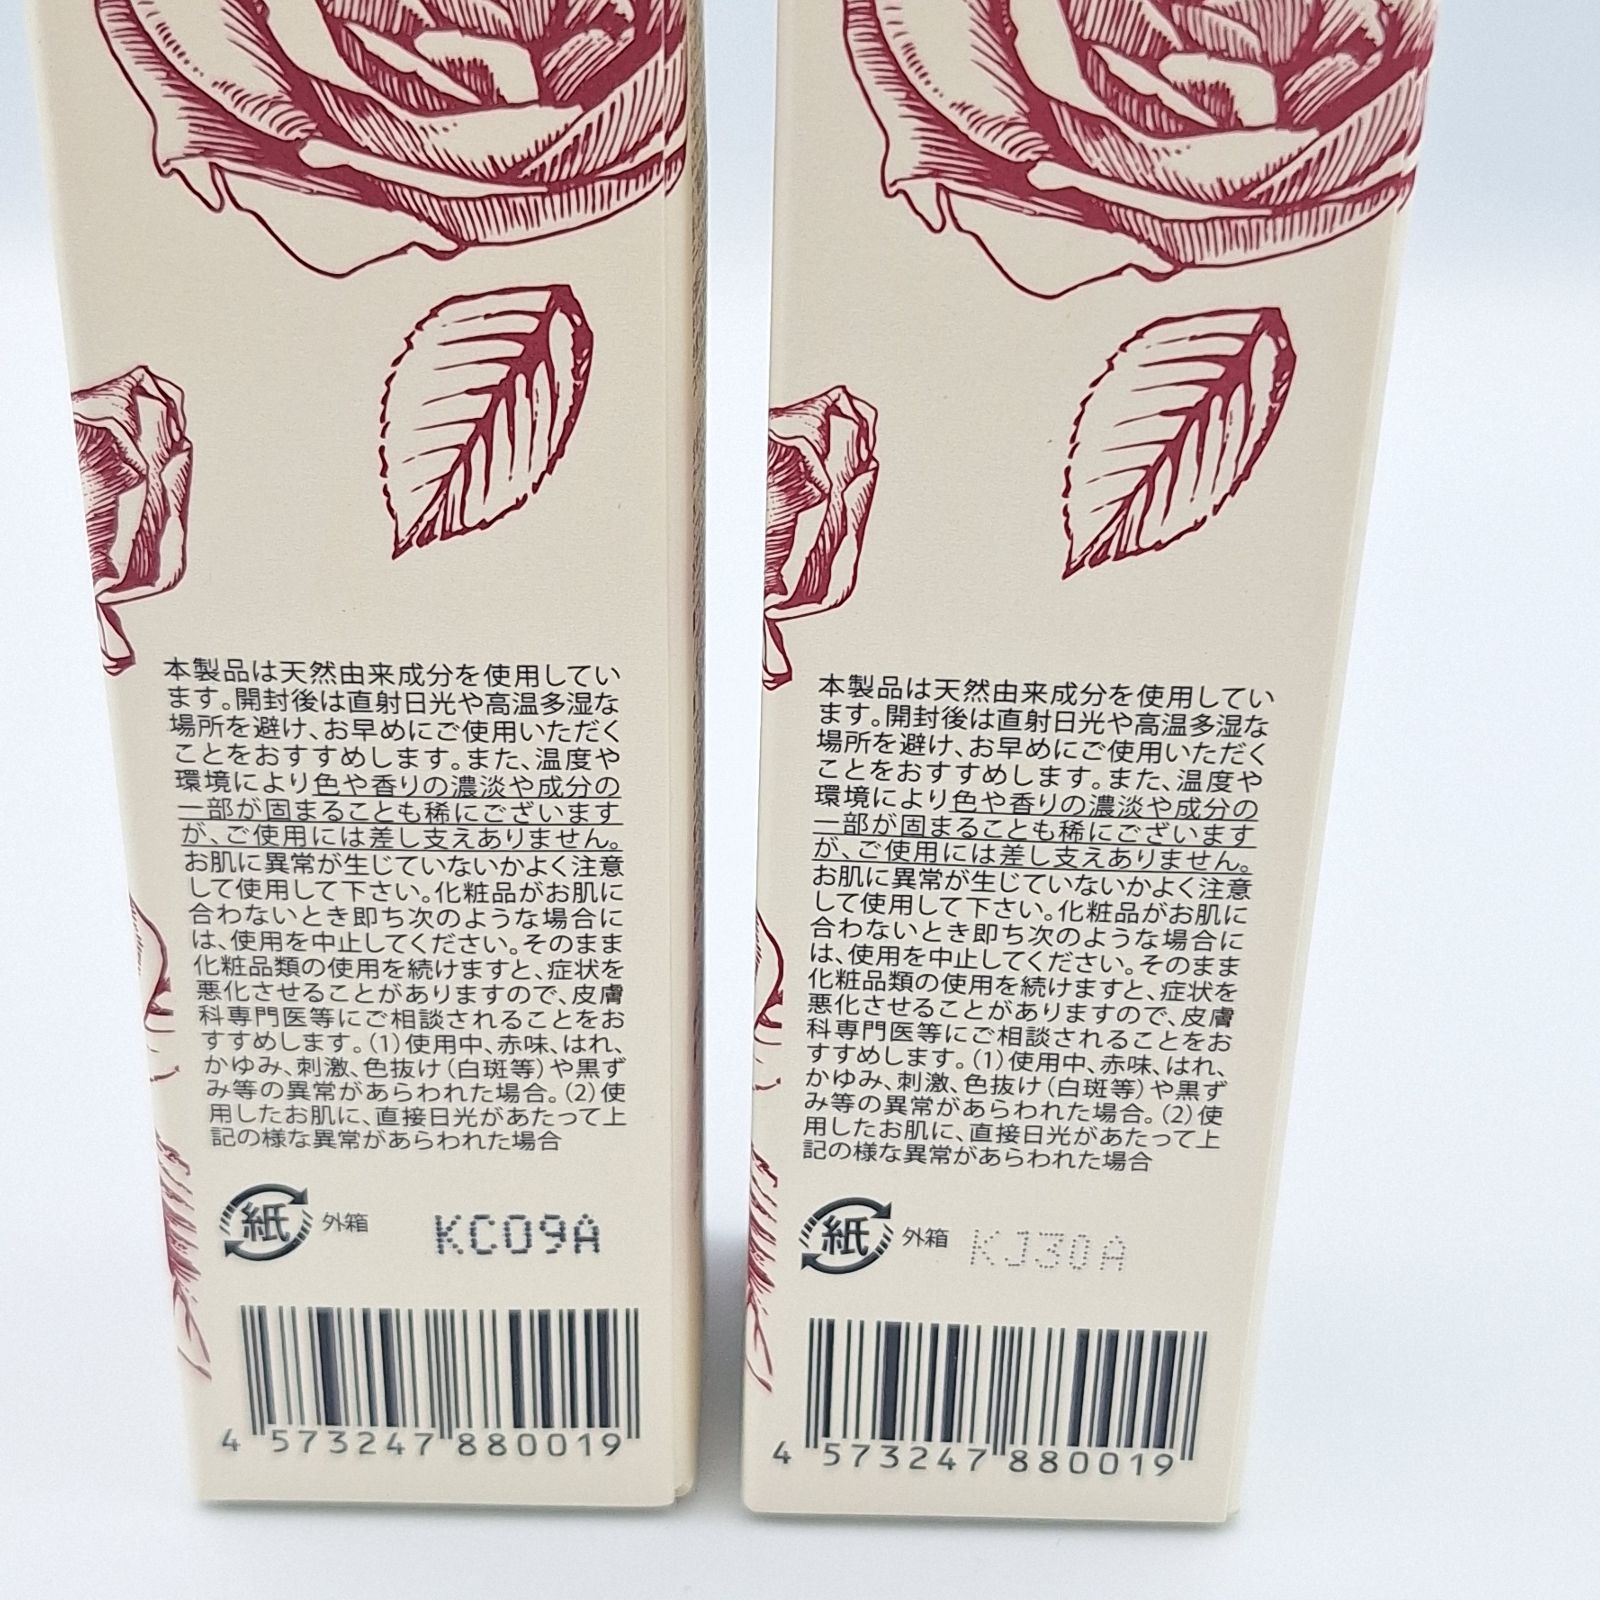 本製品は天然由来成分を使用してい
ます。開封後は直射日光や高温多湿な
場所を避け、お早めにご使用いただく
ことをおすすめします。また、温度や
環境により色や香りの濃淡や成分の
一部が固まることも稀にございます
が、ご使用には差し支えありません。
お肌に異常が生じていないかよく注意
して使用して下さい。化粧品がお肌に
合わないとき即ち次のような場合に
は、使用を中止してください。そのまま
化粧品類の使用を続けますと、症状を
悪化させることがありますので、皮膚
科専門医等にご相談されることをお
すすめします。(1)使用中、赤味、はれ、
かゆみ、刺激、色抜け(白斑等)や黒ず
み等の異常があらわれた場合。(2)使
用したお肌に、直接日光があたって上
記の様な異常があらわれた場合
紙 外箱 KC09A
4 573247 880019
本製品は天然由来成分を使用してい
ます。開封後は直射日光や高温多湿な
場所を避け、お早めにご使用いただく
ことをおすすめします。また、温度や
環境により色や香りの濃淡や成分の
一部が固まることも稀にございます
が、ご使用には差し支えありません。
お肌に異常が生じていないかよく注意
して使用して下さい。化粧品がお肌に
合わないとき即ち次のような場合に
は、使用を中止してください。そのまま
化粧品類の使用を続けますと、症状を
悪化させることがありますので、皮膚
科専門医等にご相談されることをお
すすめします。(1)使用中、赤味、はれ、
かゆみ、刺激、色抜け(白斑等)や黒ず
み等の異常があらわれた場合。(2)使
用したお肌に、直接日光があたって上
記の様な異常があらわれた場合
紙 外箱 KJ30A
4 573247 880019